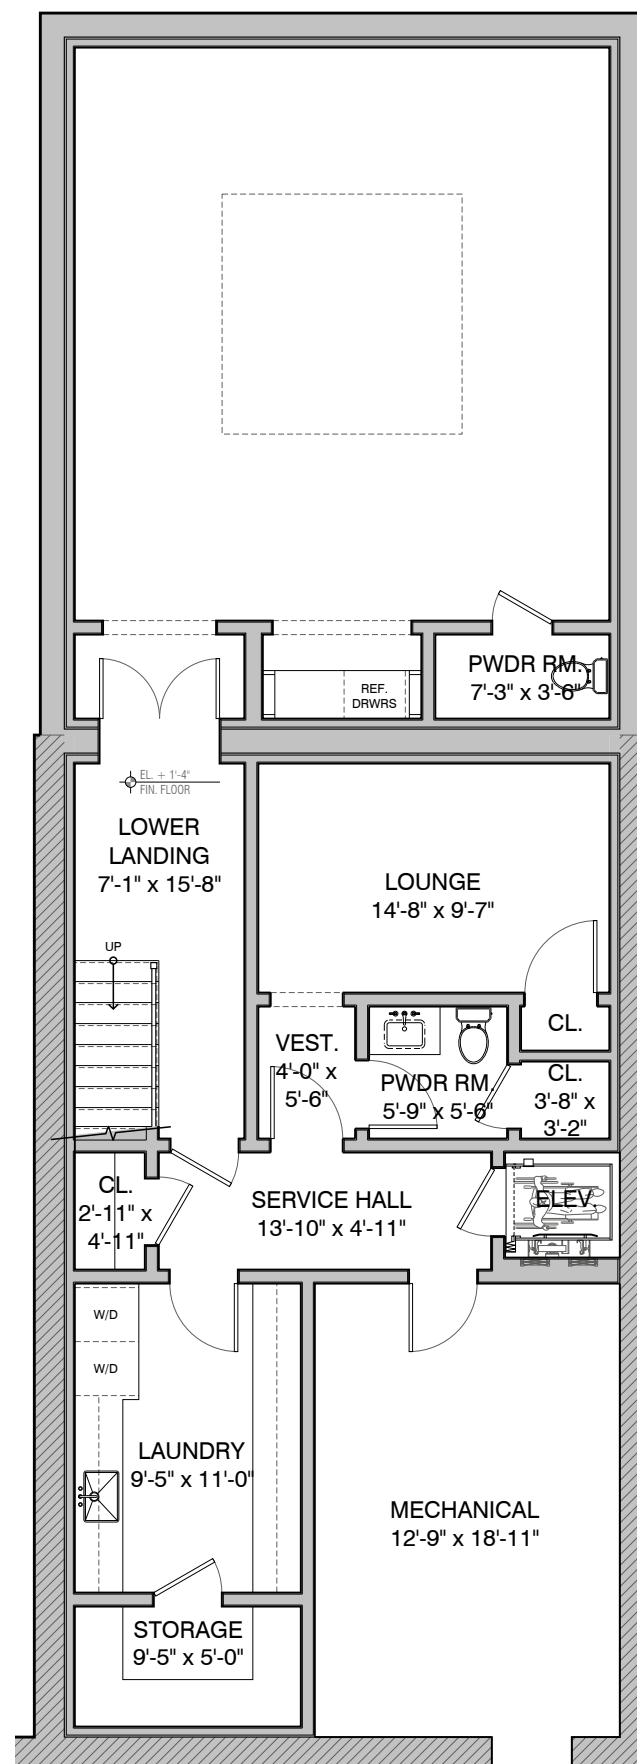 PWDR RM.
7'-3" x 3'-6"
REF.
DRWRS
EL. + 1'-4"
FIN. FLOOR
LOWER
LANDING
7'-1" x 15'-8"
LOUNGE
14'-8" x 9'-7"
UP
CL.
VEST.
4'-0" x
5'-6"
PWDR RM.
5'-9" x 5'-6"
CL.
3'-8" x
3'-2"
CL.
2'-11" x
4'-11"
SERVICE HALL
13'-10" x 4'-11"
ELEV.
W/D
W/D
LAUNDRY
9'-5" x 11'-0"
MECHANICAL
12'-9" x 18'-11"
STORAGE
9'-5" x 5'-0"